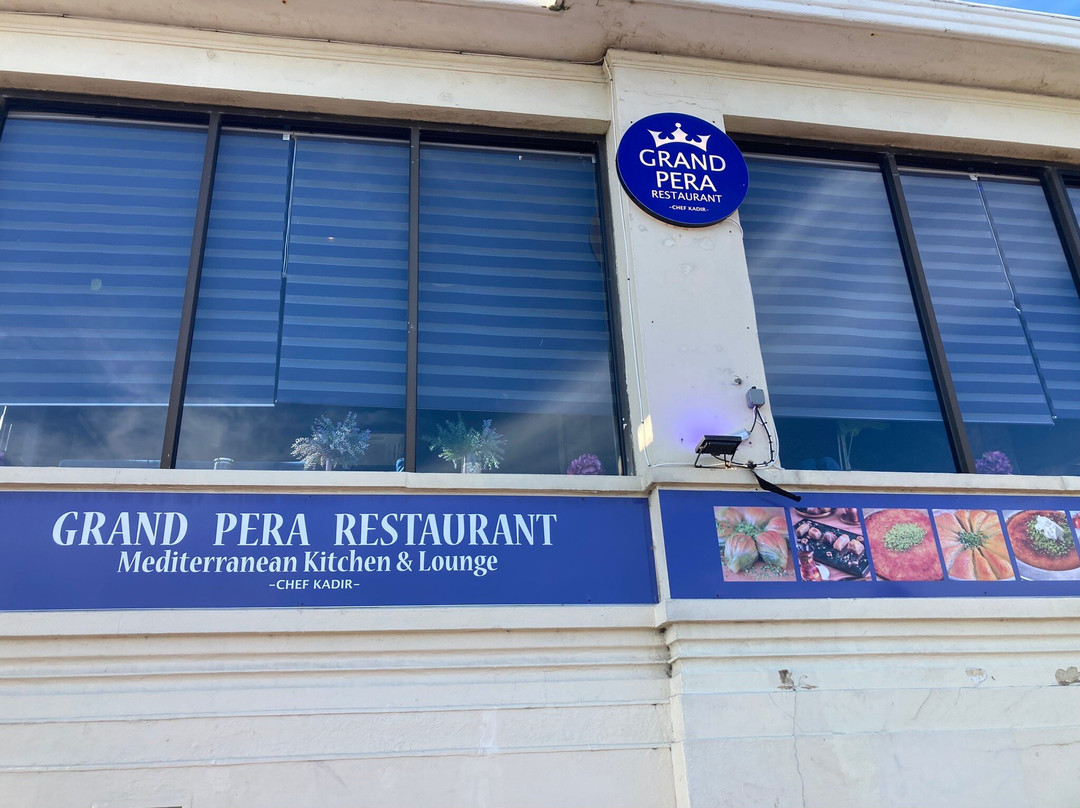 GRAND
PERA
RESTAURANT
-CHEF KADIR-
GRAND PERA RESTAURANT
Mediterranean Kitchen & Lounge
-CHEF KADIR-